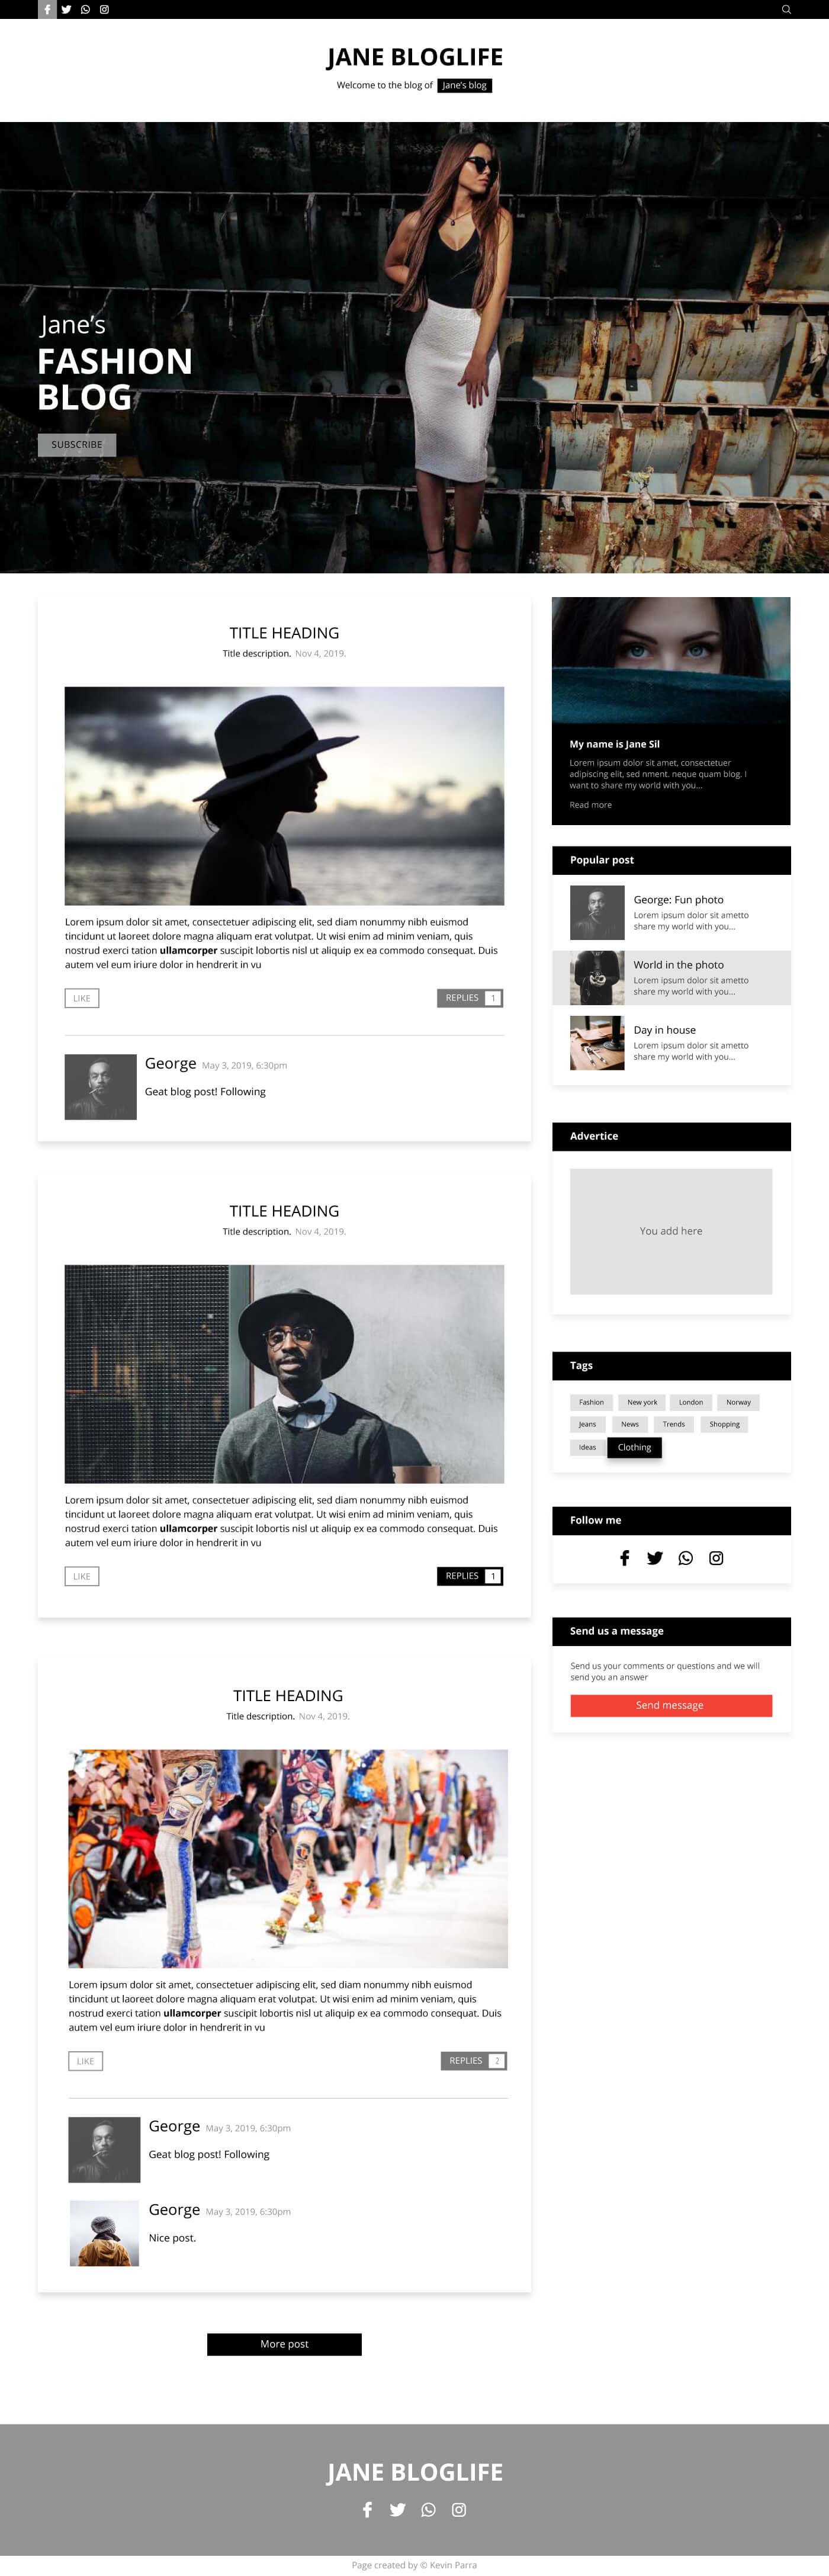 JANE BLOGLIFE
Welcome to the blog of Jane's blog
Jane's
FASHION
BLOG
SUBSCRIBE
TITLE HEADING
Title description. Nov 4, 2019.
Lorem ipsum dolor sit amet, consectetuer adipiscing elit, sed diam nonummy nibh euismod
tincidunt ut laoreet dolore magna aliquam erat volutpat. Ut wisi enim ad minim veniam, quis
nostrud exerci tation ullamcorper suscipit lobortis nisl ut aliquip ex ea commodo consequat. Duis
autem vel eum iriure dolor in hendrerit in vu
LIKE
REPLIES 1
George May 3, 2019, 6:30pm
Geat blog post! Following
TITLE HEADING
Title description. Nov 4, 2019.
Lorem ipsum dolor sit amet, consectetuer adipiscing elit, sed diam nonummy nibh euismod
tincidunt ut laoreet dolore magna aliquam erat volutpat. Ut wisi enim ad minim veniam, quis
nostrud exerci tation ullamcorper suscipit lobortis nisl ut aliquip ex ea commodo consequat. Duis
autem vel eum iriure dolor in hendrerit in vu
LIKE
REPLIES 1
TITLE HEADING
Title description. Nov 4, 2019.
Lorem ipsum dolor sit amet, consectetuer adipiscing elit, sed diam nonummy nibh euismod
tincidunt ut laoreet dolore magna aliquam erat volutpat. Ut wisi enim ad minim veniam, quis
nostrud exerci tation ullamcorper suscipit lobortis nisl ut aliquip ex ea commodo consequat. Duis
autem vel eum iriure dolor in hendrerit in vu
LIKE
REPLIES 2
George May 3, 2019, 6:30pm
Geat blog post! Following
George May 3, 2019, 6:30pm
Nice post.
More post
My name is Jane Sil
Lorem ipsum dolor sit amet, consectetuer
adipiscing elit, sed nment. neque quam blog. I
want to share my world with you...
Read more
Popular post
George: Fun photo
Lorem ipsum dolor sit ametto
share my world with you...
World in the photo
Lorem ipsum dolor sit ametto
share my world with you...
Day in house
Lorem ipsum dolor sit ametto
share my world with you...
Advertice
You add here
Tags
Fashion New york London Norway
Jeans News Trends Shopping
Ideas Clothing
Follow me
Send us a message
Send us your comments or questions and we will
send you an answer
Send message
JANE BLOGLIFE
Page created by © Kevin Parra